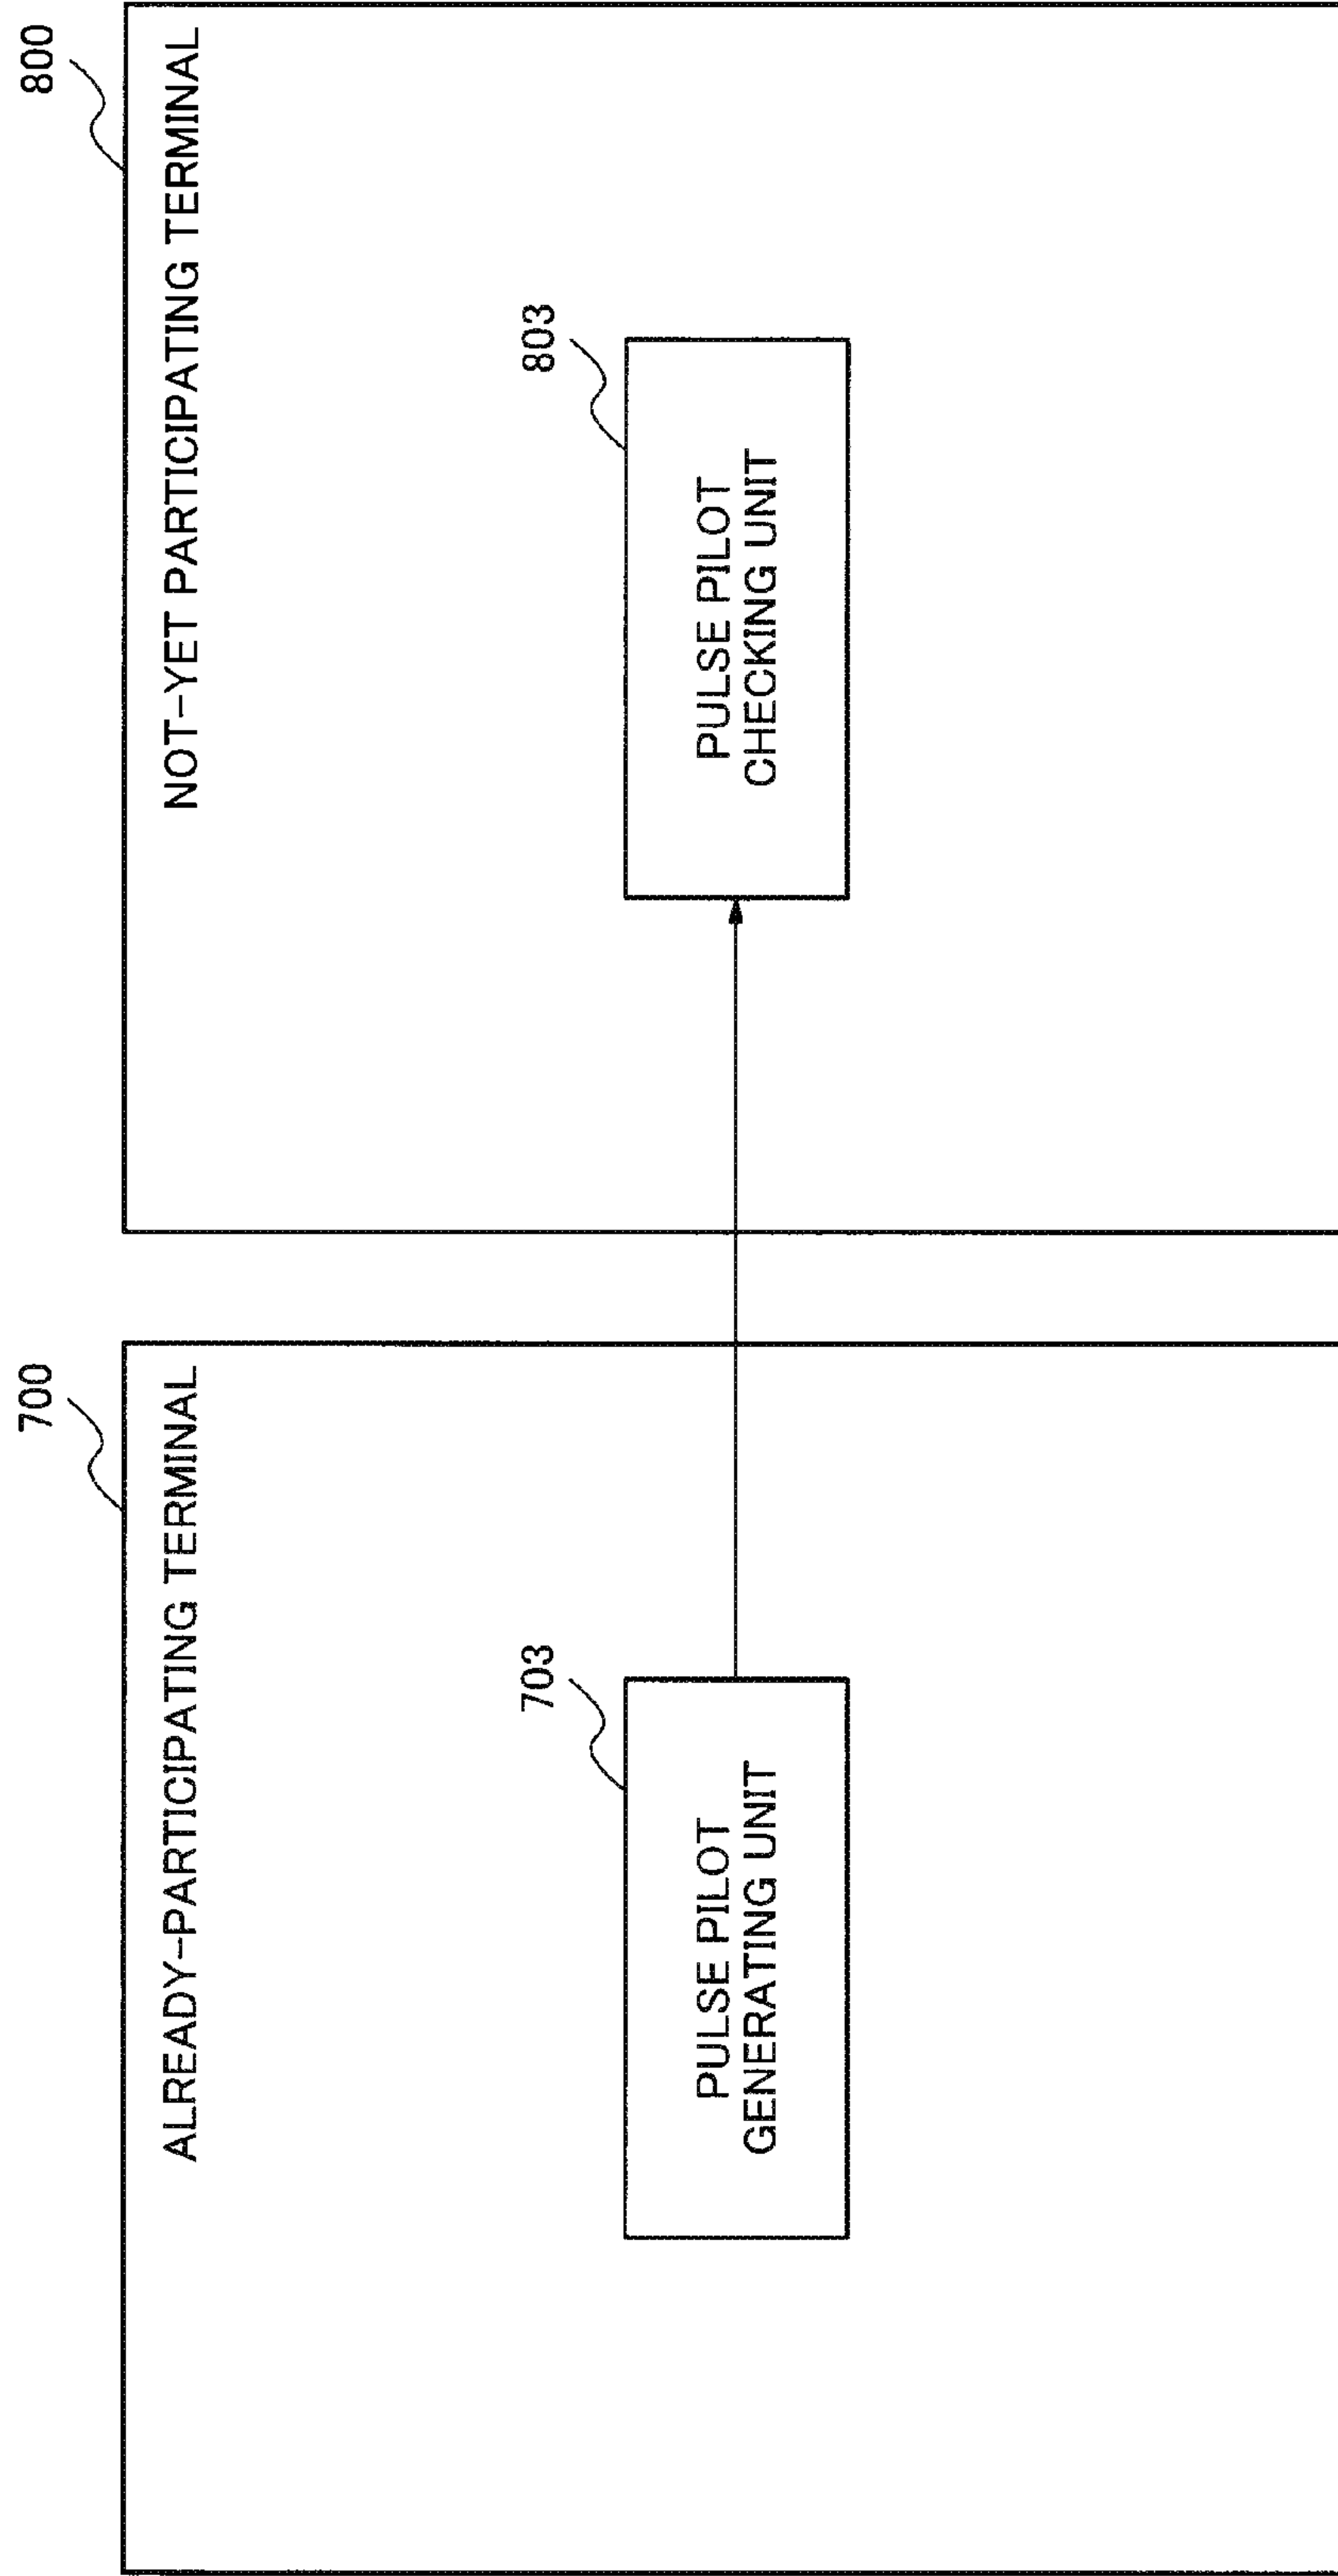 700
ALREADY-PARTICIPATING TERMINAL
703
PULSE PILOT
GENERATING UNIT
800
NOT-YET PARTICIPATING TERMINAL
803
PULSE PILOT
CHECKING UNIT